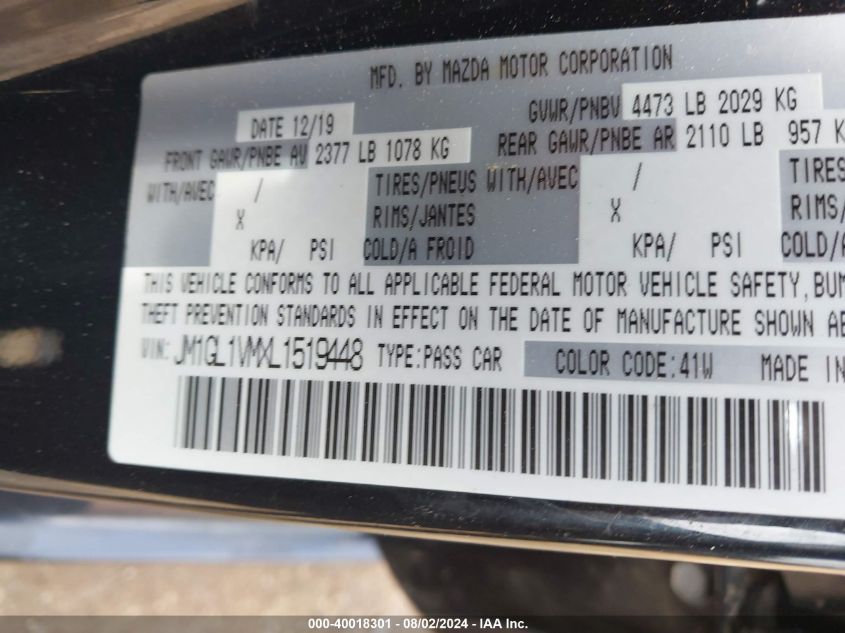 MFD. BY MAZDA MOTOR CORPORATION
DATE 12/19 GVWR/PNBV 4473 LB 2029 KG
FRONT GAWR/PNBE AV 2377 LB 1078 KG REAR GAWR/PNBE AR 2110 LB 957 K
WITH/AVEC / TIRES/PNEUS WITH/AVEC / TIRES
X RIMS/JANTES X RIMS/
KPA/ PSI COLD/A FROID KPA/ PSI COLD/A
THIS VEHICLE CONFORMS TO ALL APPLICABLE FEDERAL MOTOR VEHICLE SAFETY, BUM
THEFT PREVENTION STANDARDS IN EFFECT ON THE DATE OF MANUFACTURE SHOWN AB
VIN: JM1GL1VMXL1519448 TYPE:PASS CAR COLOR CODE:41W MADE IN
000-40018301 - 08/02/2024 - IAA Inc.